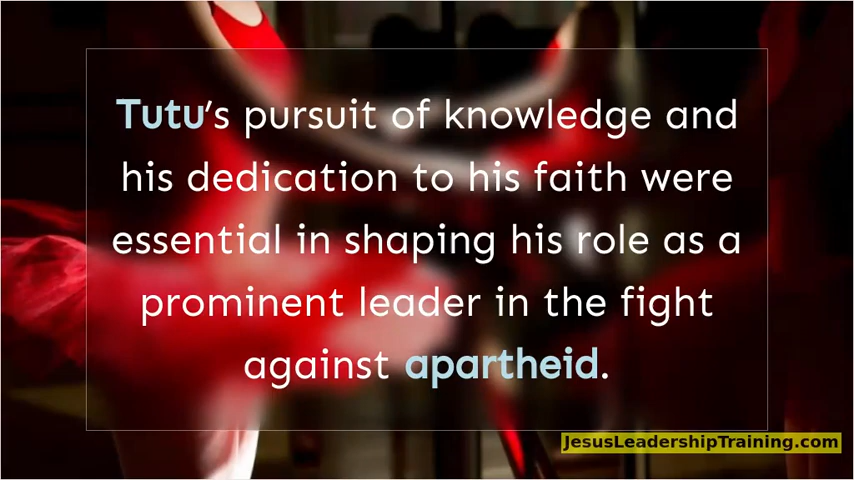 Tutu's pursuit of knowledge and
his dedication to his faith were
essential in shaping his role as a
prominent leader in the fight
against apartheid.
JesusLeadershipTraining.com